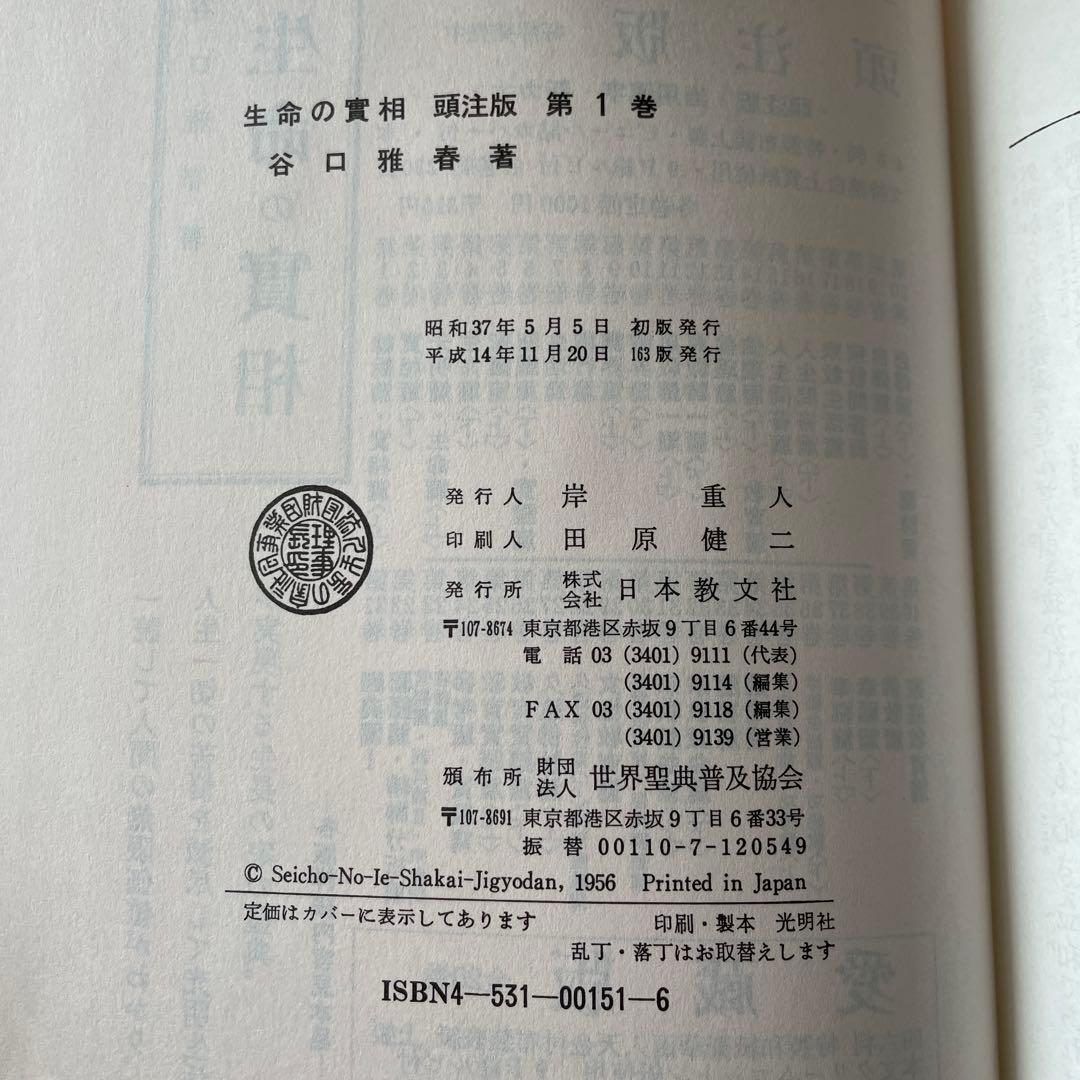 生命の實相 頭注版 第1巻
谷口雅春著
昭和37年5月5日 初版発行
平成14年11月20日 163版発行
発行人 岸 重人
印刷人 田原健二
発行所 株式会社 日本教文社
〒107-8674 東京都港区赤坂9丁目6番44号
電話 03 (3401) 9111 (代表)
(3401) 9114 (編集)
FAX 03 (3401) 9118 (編集)
(3401) 9139 (営業)
頒布所 財団法人 世界聖典普及協会
〒107-8691 東京都港区赤坂9丁目6番33号
振替 00110-7-120549
© Seicho-No-Ie-Shakai-Jigyodan, 1956 Printed in Japan
定価はカバーに表示してあります 印刷・製本 光明社
乱丁・落丁はお取替えします
ISBN4—531—00151—6